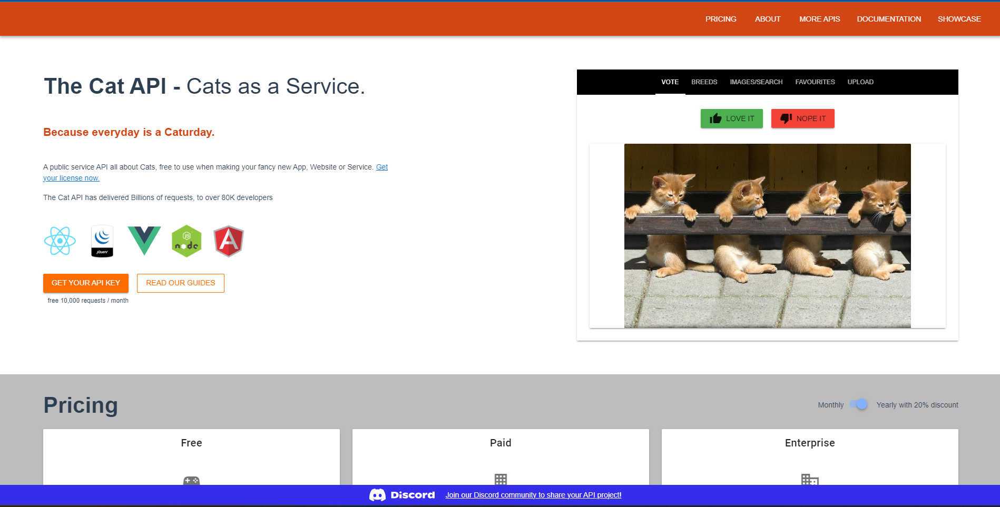 PRICING ABOUT MORE APIS DOCUMENTATION SHOWCASE
The Cat API - Cats as a Service.
Because everyday is a Caturday.
A public service API all about Cats, free to use when making your fancy new App, Website or Service. Get
your license now.
The Cat API has delivered Billions of requests, to over 80K developers
jQuery
JS
node
A
GET YOUR API KEY READ OUR GUIDES
free 10,000 requests / month
VOTE BREEDS IMAGES/SEARCH FAVOURITES UPLOAD
LOVE IT NOPE IT
Pricing
Monthly Yearly with 20% discount
Free Paid Enterprise
Discord Join our Discord community to share your API project!